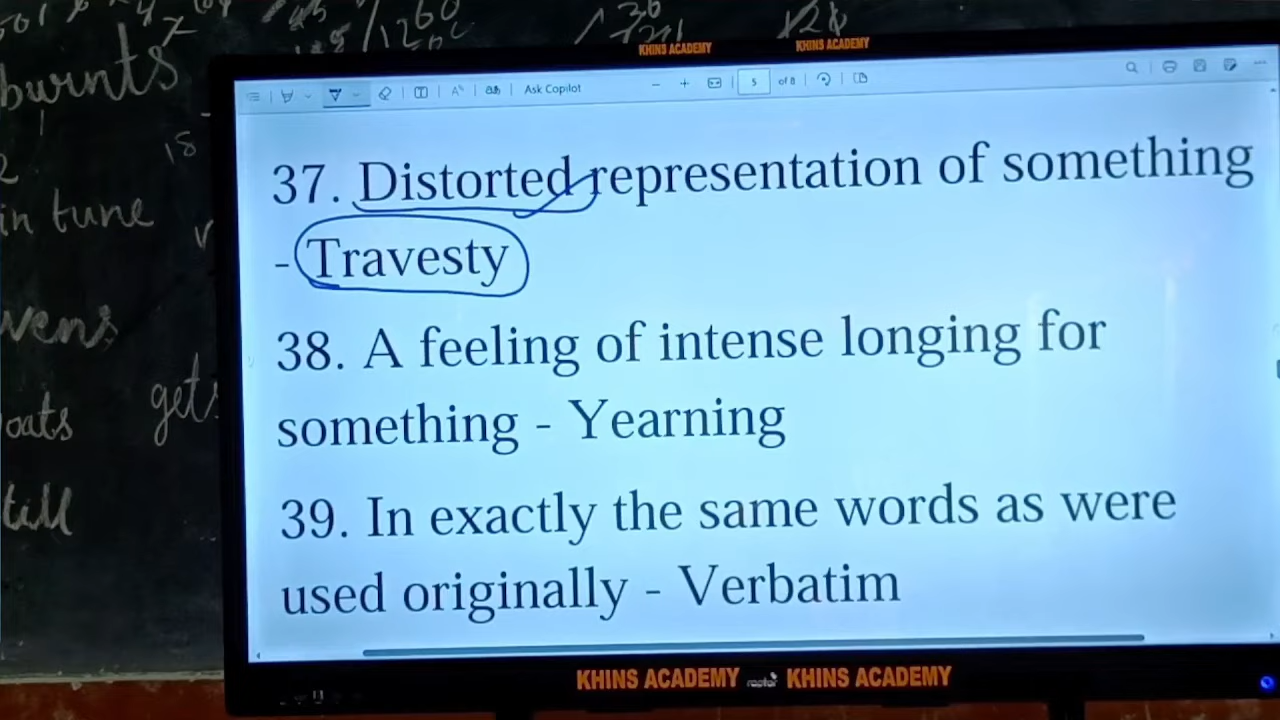 burnts
18
in tune
gets
till
KHINS ACADEMY KHINS ACADEMY
Ask Copilot 5 of 8
37. Distorted representation of something
- Travesty
38. A feeling of intense longing for
something - Yearning
39. In exactly the same words as were
used originally - Verbatim
KHINS ACADEMY KHINS ACADEMY